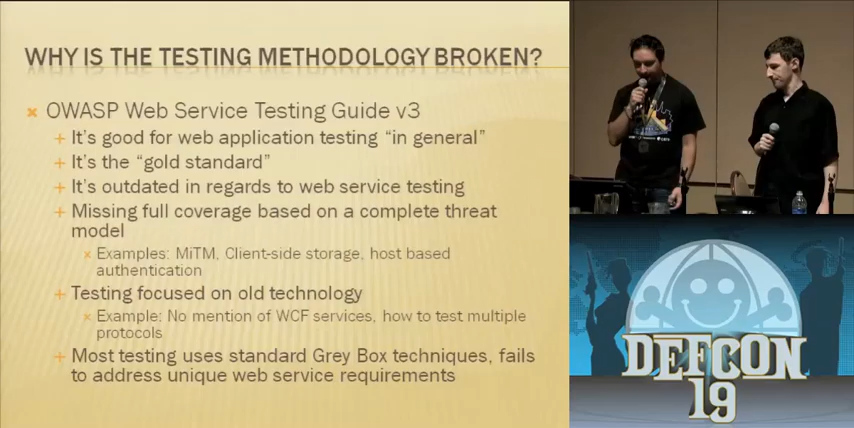 WHY IS THE TESTING METHODOLOGY BROKEN?
OWASP Web Service Testing Guide v3
It's good for web application testing "in general"
It's the "gold standard"
It's outdated in regards to web service testing
Missing full coverage based on a complete threat
model
Examples: MiTM, Client-side storage, host based
authentication
Testing focused on old technology
Example: No mention of WCF services, how to test multiple
protocols
Most testing uses standard Grey Box techniques, fails
to address unique web service requirements
DEFCON
19